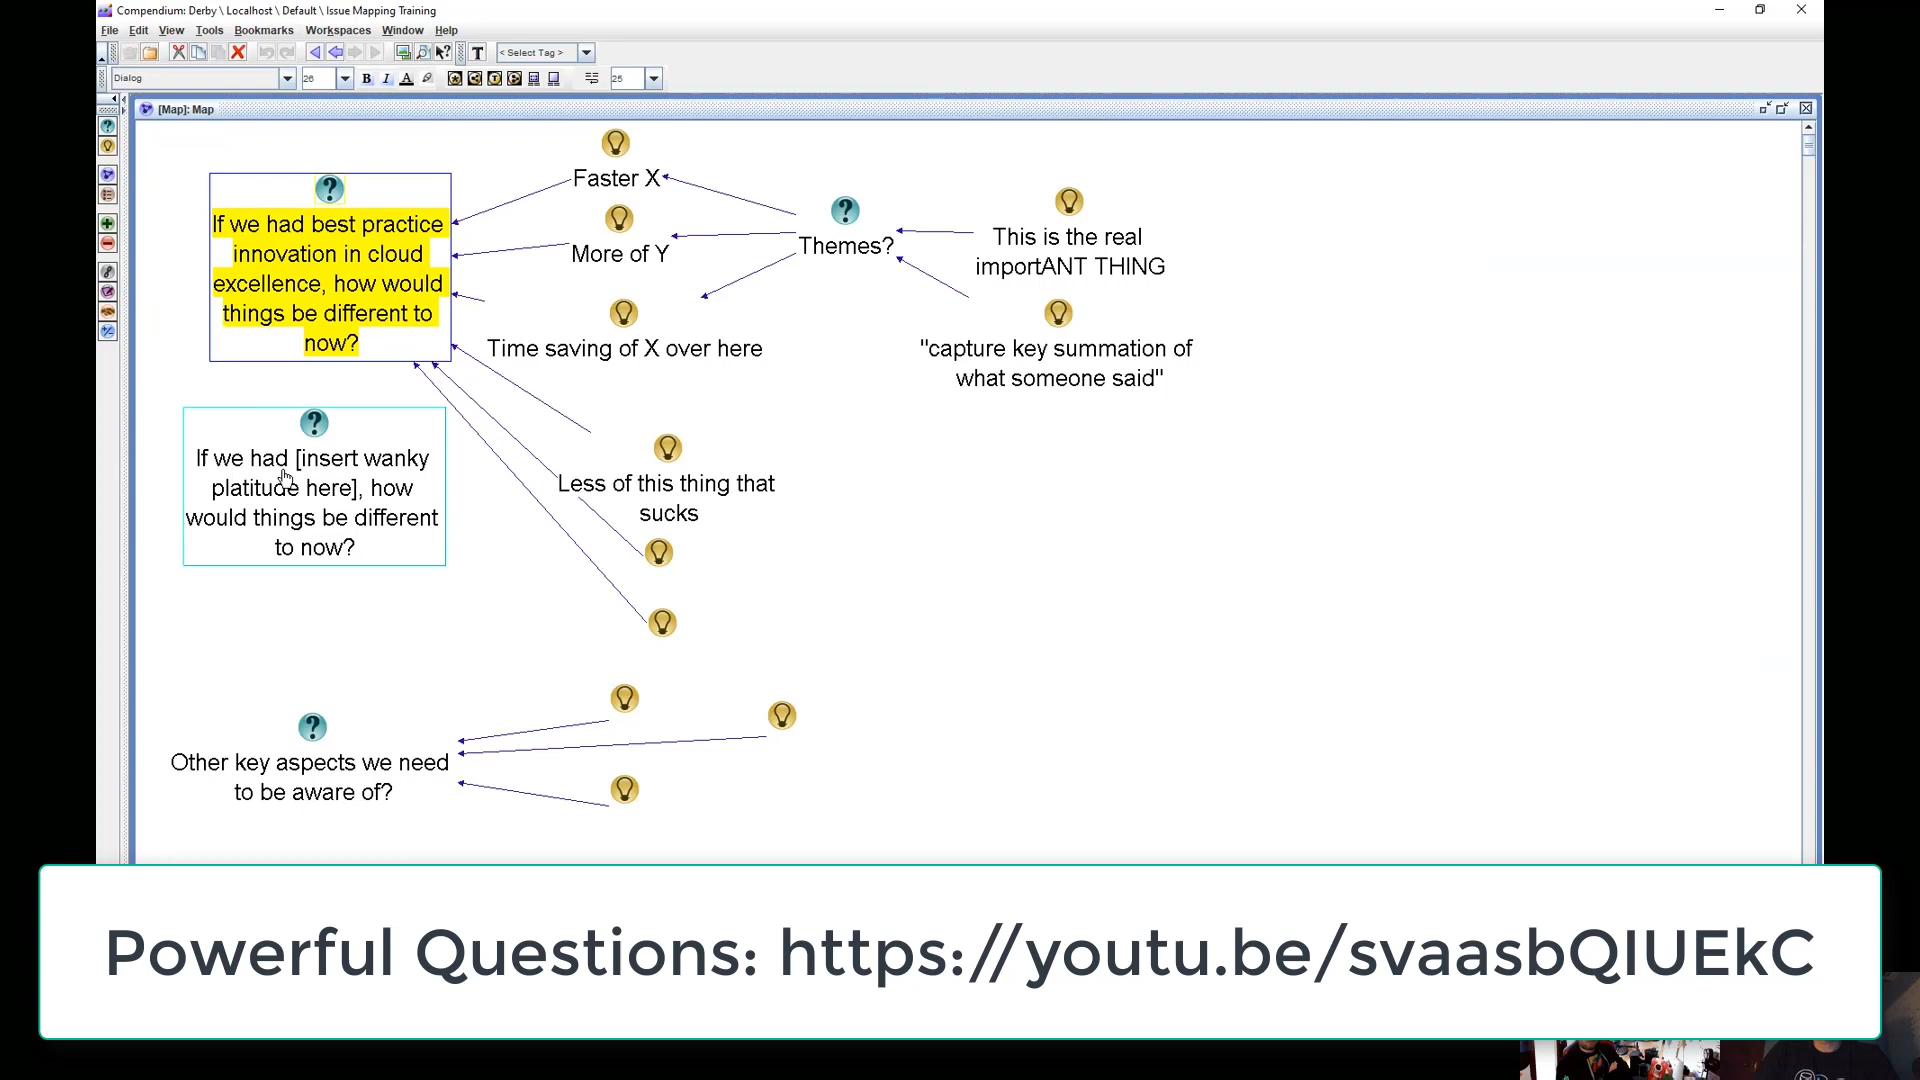 Compendium: Derby \ Localhost \ Default \ Issue Mapping Training
File Edit View Tools Bookmarks Workspaces Window Help
T < Select Tag >
Dialog 26 B I A 25
[Map]: Map
If we had best practice
innovation in cloud
excellence, how would
things be different to
now?
Faster X
More of Y
Time saving of X over here
Themes?
This is the real
importANT THING
"capture key summation of
what someone said"
If we had [insert wanky
platitude here], how
would things be different
to now?
Less of this thing that
sucks
Other key aspects we need
to be aware of?
Powerful Questions: https://youtu.be/svaasbQIUEkC